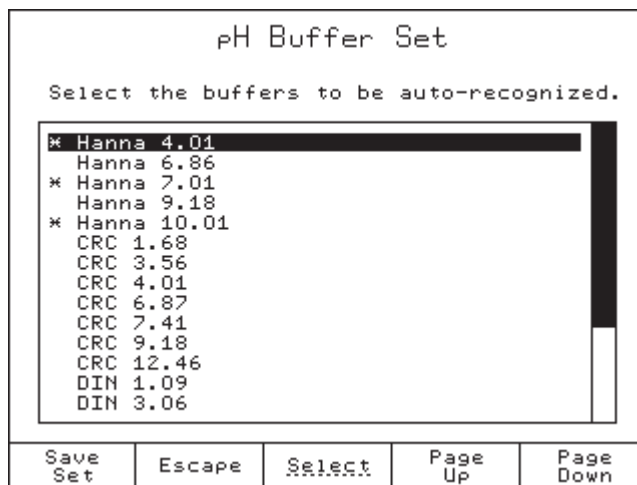 pH Buffer Set
Select the buffers to be auto-recognized.
* Hanna 4.01
Hanna 6.86
* Hanna 7.01
Hanna 9.18
* Hanna 10.01
CRC 1.68
CRC 3.56
CRC 4.01
CRC 6.87
CRC 7.41
CRC 9.18
CRC 12.46
DIN 1.09
DIN 3.06
Save Set
Escape
Select
Page Up
Page Down